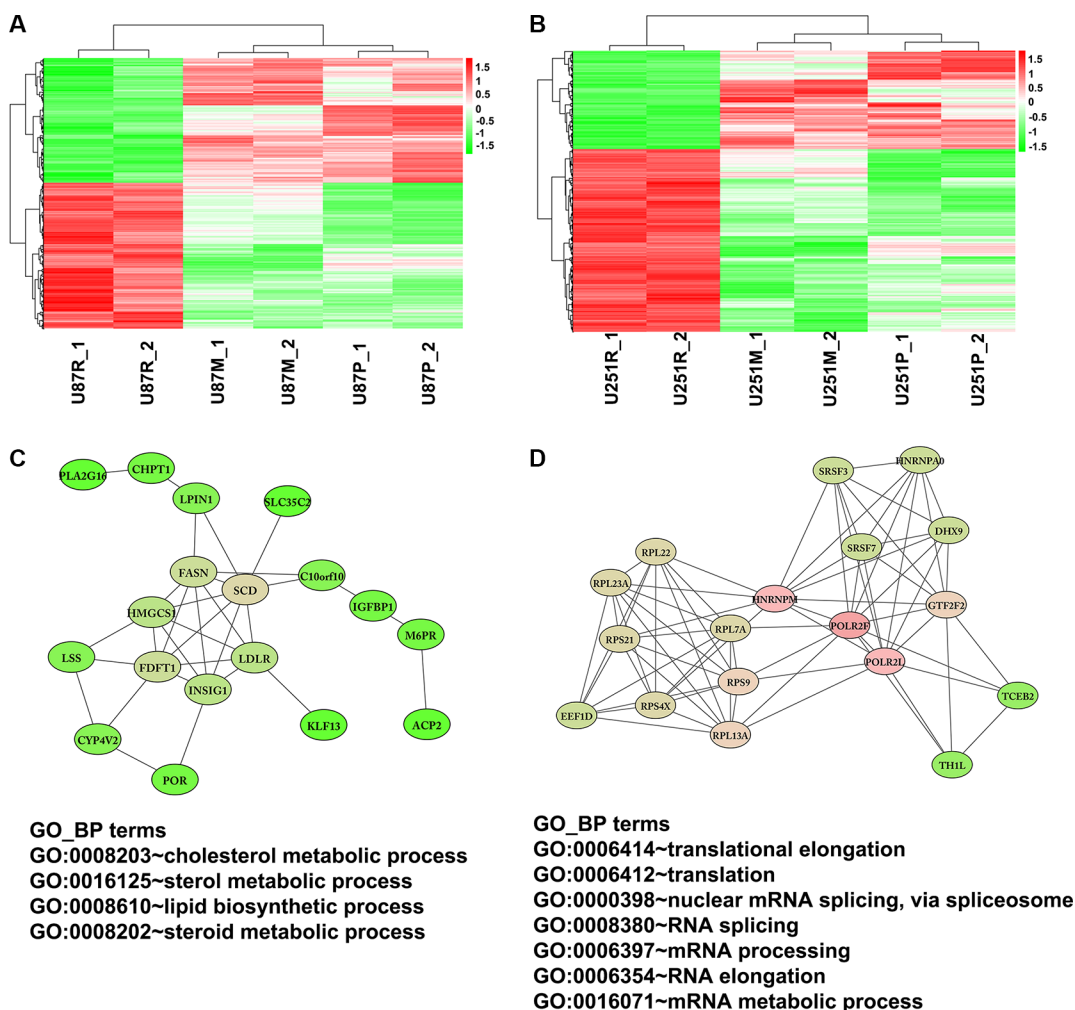 A
1.5
1
0.5
0
-0.5
-1
-1.5
U87R_1
U87R_2
U87M_1
U87M_2
U87P_1
U87P_2
B
1.5
1
0.5
0
-0.5
-1
-1.5
U251R_1
U251R_2
U251M_1
U251M_2
U251P_1
U251P_2
C
PLA2G16
CHPT1
LPIN1
SLC35C2
FASN
SCD
C10orf10
HMGCS1
IGFBP1
M6PR
LSS
FDFT1
LDLR
INSIG1
KLF13
ACP2
CYP4V2
POR
GO_BP terms
GO:0008203~cholesterol metabolic process
GO:0016125~sterol metabolic process
GO:0008610~lipid biosynthetic process
GO:0008202~steroid metabolic process
D
HNRNPA0
SRSF3
DHX9
SRSF7
RPL22
RPL23A
HNRNPM
GTF2F2
RPS21
RPL7A
POLR2F
POLR2L
RPS9
TCEB2
RPS4X
EEF1D
RPL13A
TH1L
GO_BP terms
GO:0006414~translational elongation
GO:0006412~translation
GO:0000398~nuclear mRNA splicing, via spliceosome
GO:0008380~RNA splicing
GO:0006397~mRNA processing
GO:0006354~RNA elongation
GO:0016071~mRNA metabolic process